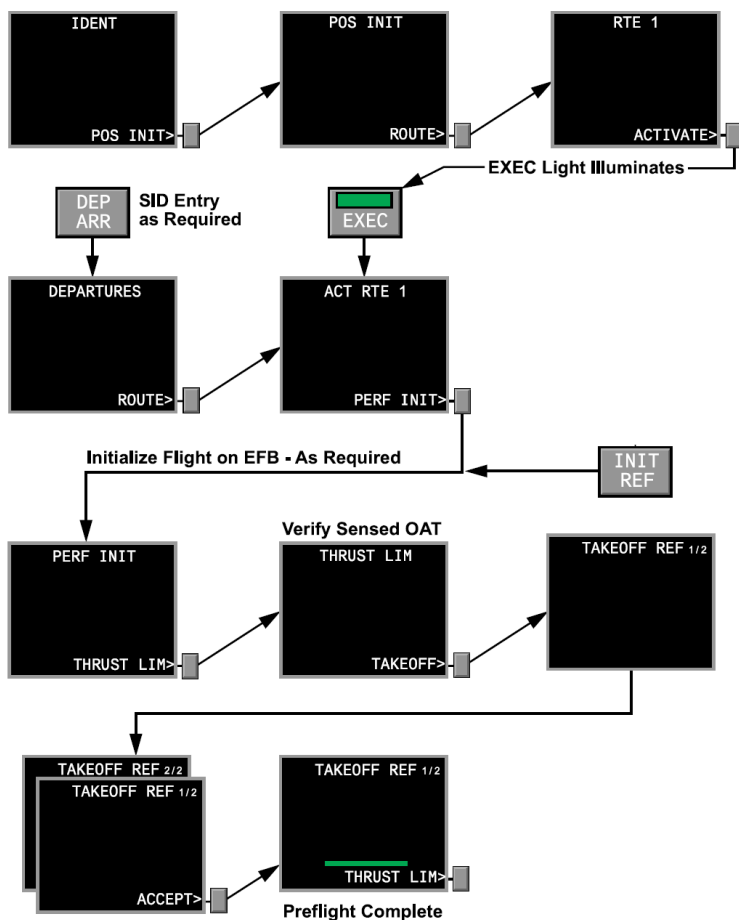 IDENT
POS INIT>
POS INIT
ROUTE>
RTE 1
ACTIVATE>
EXEC Light Illuminates
DEP
ARR
SID Entry
as Required
EXEC
DEPARTURES
ROUTE>
ACT RTE 1
PERF INIT>
Initialize Flight on EFB - As Required
INIT
REF
PERF INIT
THRUST LIM>
Verify Sensed OAT
THRUST LIM
TAKEOFF>
TAKEOFF REF 1/2
TAKEOFF REF 2/2
TAKEOFF REF 1/2
ACCEPT>
TAKEOFF REF 1/2
THRUST LIM>
Preflight Complete